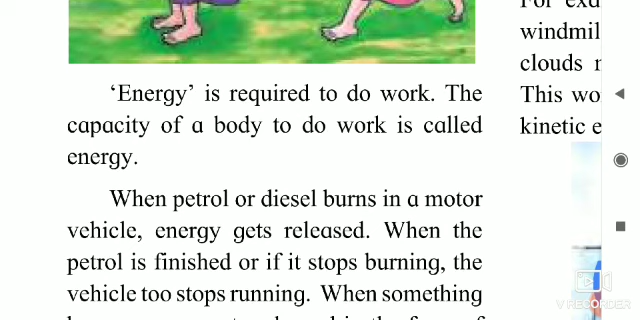 'Energy' is required to do work. The
capacity of a body to do work is called
energy.
When petrol or diesel burns in a motor
vehicle, energy gets released. When the
petrol is finished or if it stops burning, the
vehicle too stops running. When something
windmil
clouds
This wo
kinetic e
V RECORDER